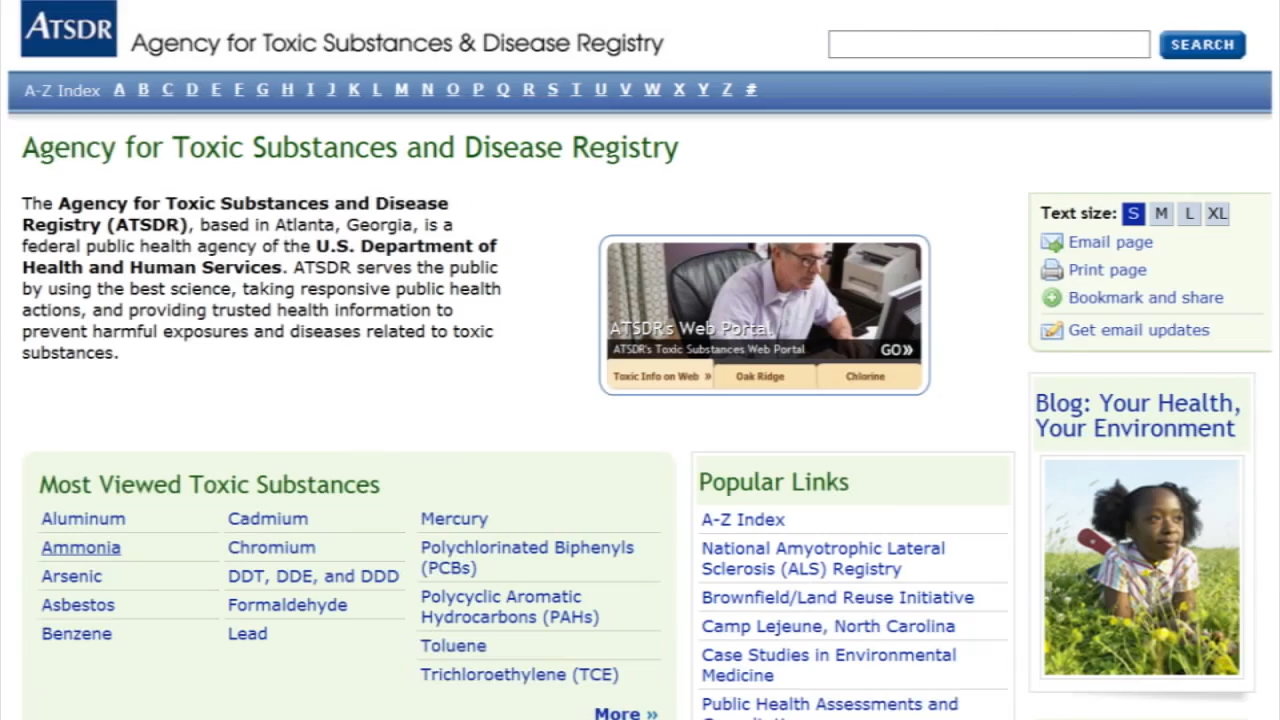 ATSDR
Agency for Toxic Substances & Disease Registry
SEARCH
A-Z Index A B C D E F G H I J K L M N O P Q R S T U V W X Y Z #
Agency for Toxic Substances and Disease Registry
The Agency for Toxic Substances and Disease
Registry (ATSDR), based in Atlanta, Georgia, is a
federal public health agency of the U.S. Department of
Health and Human Services. ATSDR serves the public
by using the best science, taking responsive public health
actions, and providing trusted health information to
prevent harmful exposures and diseases related to toxic
substances.
ATSDR's Web Portal
ATSDR's Toxic Substances Web Portal
GO»
Toxic Info on Web »
Oak Ridge
Chlorine
Text size: S M L XL
Email page
Print page
Bookmark and share
Get email updates
Blog: Your Health,
Your Environment
Most Viewed Toxic Substances
Aluminum
Ammonia
Arsenic
Asbestos
Benzene
Cadmium
Chromium
DDT, DDE, and DDD
Formaldehyde
Lead
Mercury
Polychlorinated Biphenyls
(PCBs)
Polycyclic Aromatic
Hydrocarbons (PAHs)
Toluene
Trichloroethylene (TCE)
More »
Popular Links
A-Z Index
National Amyotrophic Lateral
Sclerosis (ALS) Registry
Brownfield/Land Reuse Initiative
Camp Lejeune, North Carolina
Case Studies in Environmental
Medicine
Public Health Assessments and